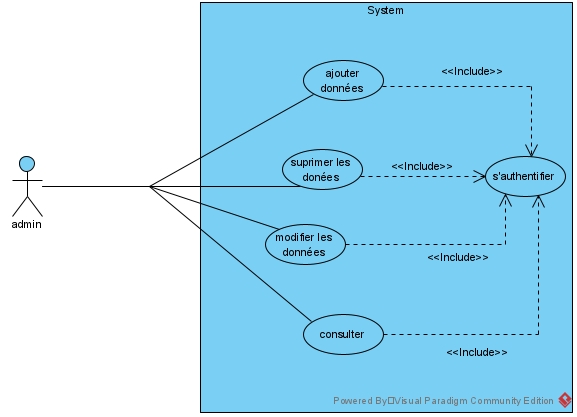 System
ajouter
données
<<Include>>
suprimer les
donées
<<Include>>
s'authentifier
admin
modifier les
données
<<Include>>
consulter
<<Include>>
Powered By Visual Paradigm Community Edition